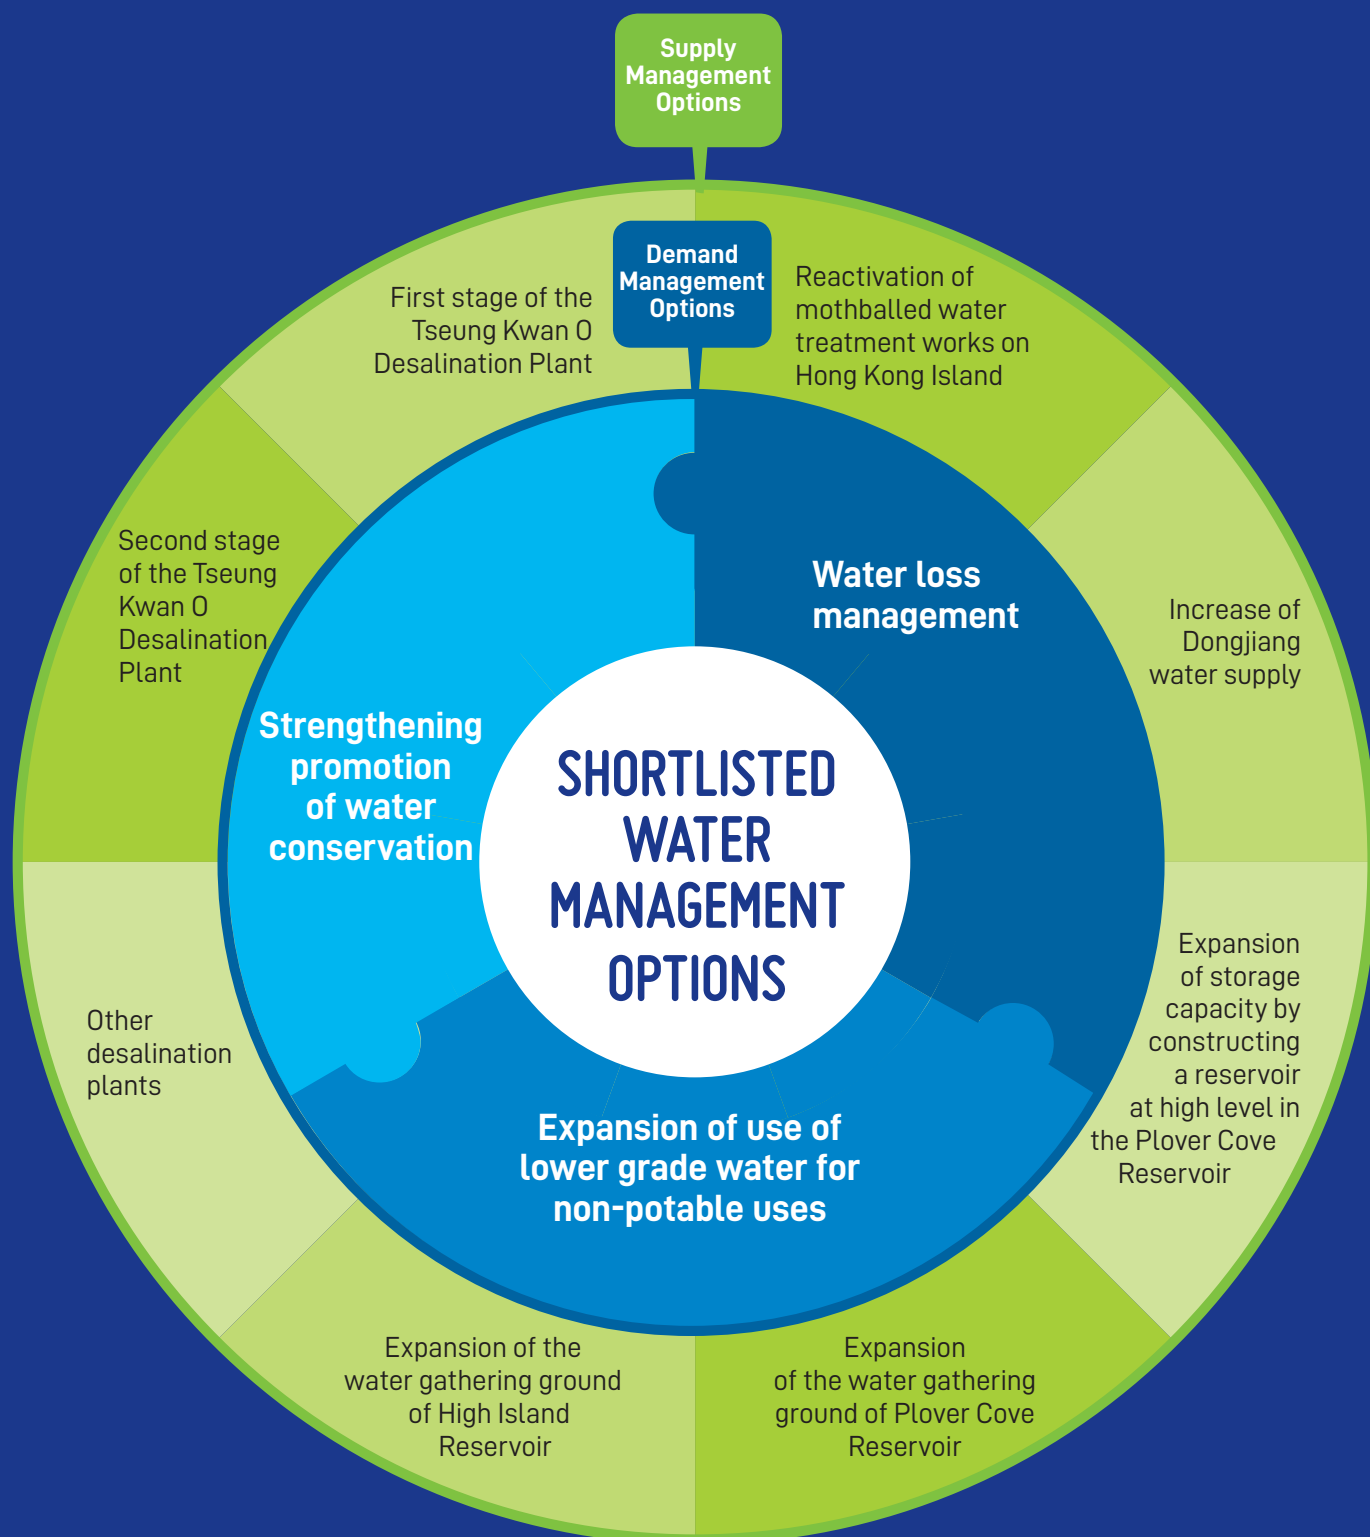 Supply
Management
Options
Demand
Management
Options
First stage of the
Tseung Kwan O
Desalination Plant
Reactivation of
mothballed water
treatment works on
Hong Kong Island
Second stage
of the Tseung
Kwan O
Desalination
Plant
Water loss
management
Increase of
Dongjiang
water supply
Strengthening
promotion
of water
conservation
SHORTLISTED
WATER
MANAGEMENT
OPTIONS
Other
desalination
plants
Expansion
of storage
capacity by
constructing
a reservoir
at high level in
the Plover Cove
Reservoir
Expansion of use of
lower grade water for
non-potable uses
Expansion of the
water gathering ground
of High Island
Reservoir
Expansion
of the water gathering
ground of Plover Cove
Reservoir